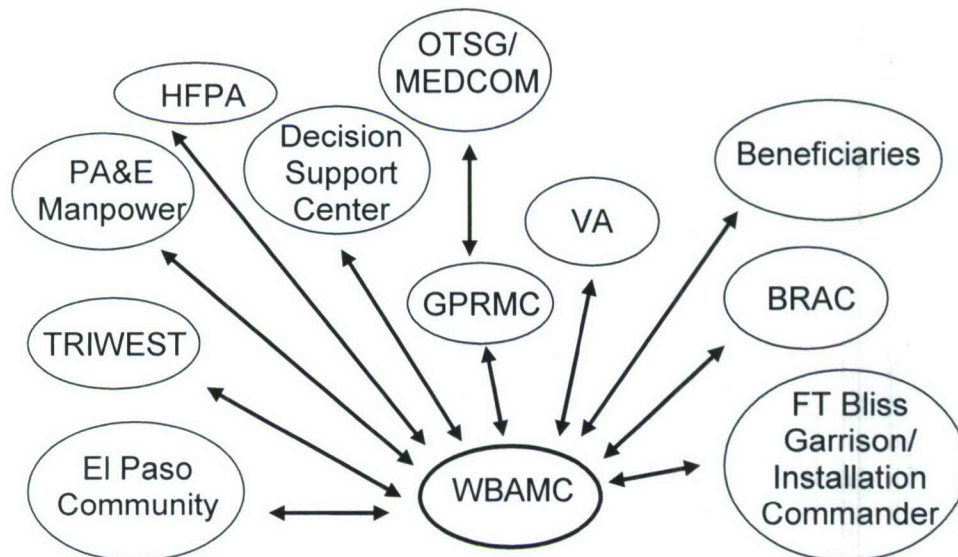 OTSG/
MEDCOM
HFPA
Decision
Support
Center
PA&E
Manpower
Beneficiaries
VA
GPRMC
BRAC
TRIWEST
FT Bliss
Garrison/
Installation
Commander
El Paso
Community
WBAMC